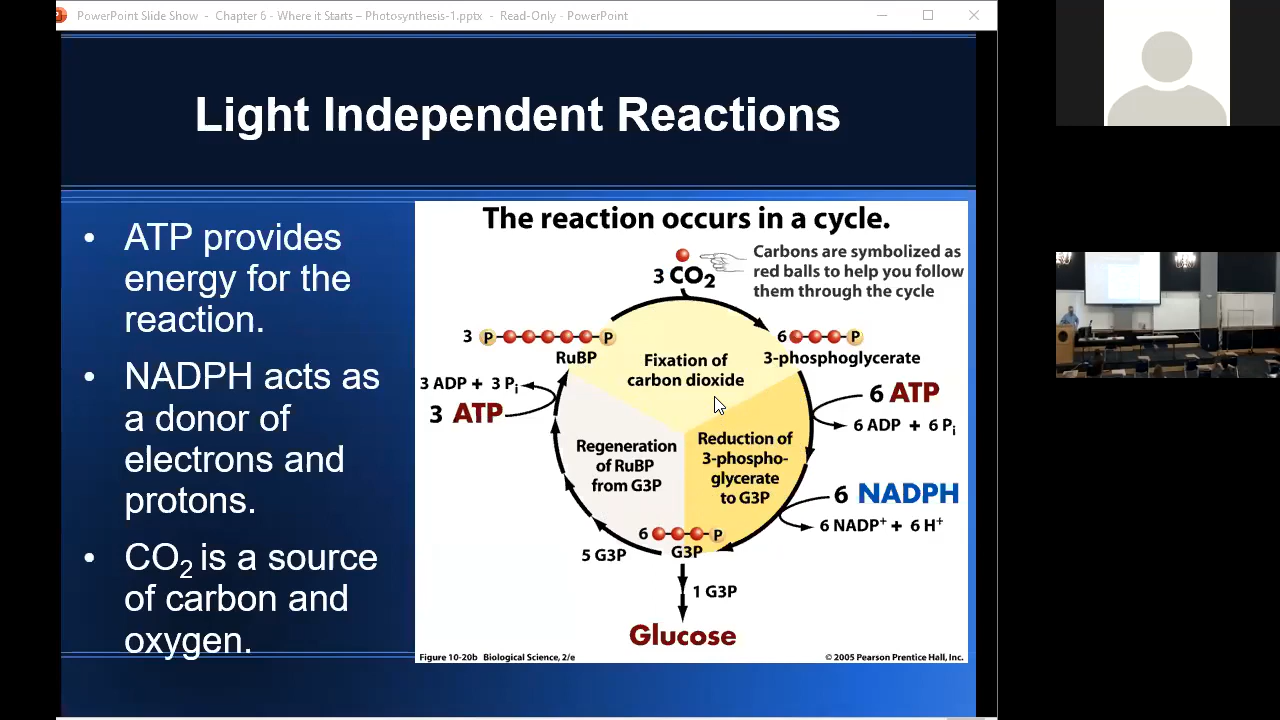 PowerPoint Slide Show - Chapter 6 - Where it Starts – Photosynthesis-1.pptx - Read-Only - PowerPoint
Light Independent Reactions
• ATP provides
energy for the
reaction.
• NADPH acts as
a donor of
electrons and
protons.
• CO₂ is a source
of carbon and
oxygen.
The reaction occurs in a cycle.
3 CO₂
Carbons are symbolized as
red balls to help you follow
them through the cycle
3 P P
RuBP
6 P
3-phosphoglycerate
Fixation of
carbon dioxide
3 ADP + 3 Pᵢ
3 ATP
6 ATP
6 ADP + 6 Pᵢ
Regeneration
of RuBP
from G3P
Reduction of
3-phospho-
glycerate
to G3P
6 NADPH
6 NADP⁺ + 6 H⁺
6 P
G3P
5 G3P
1 G3P
Glucose
Figure 10-20b Biological Science, 2/e
© 2005 Pearson Prentice Hall, Inc.